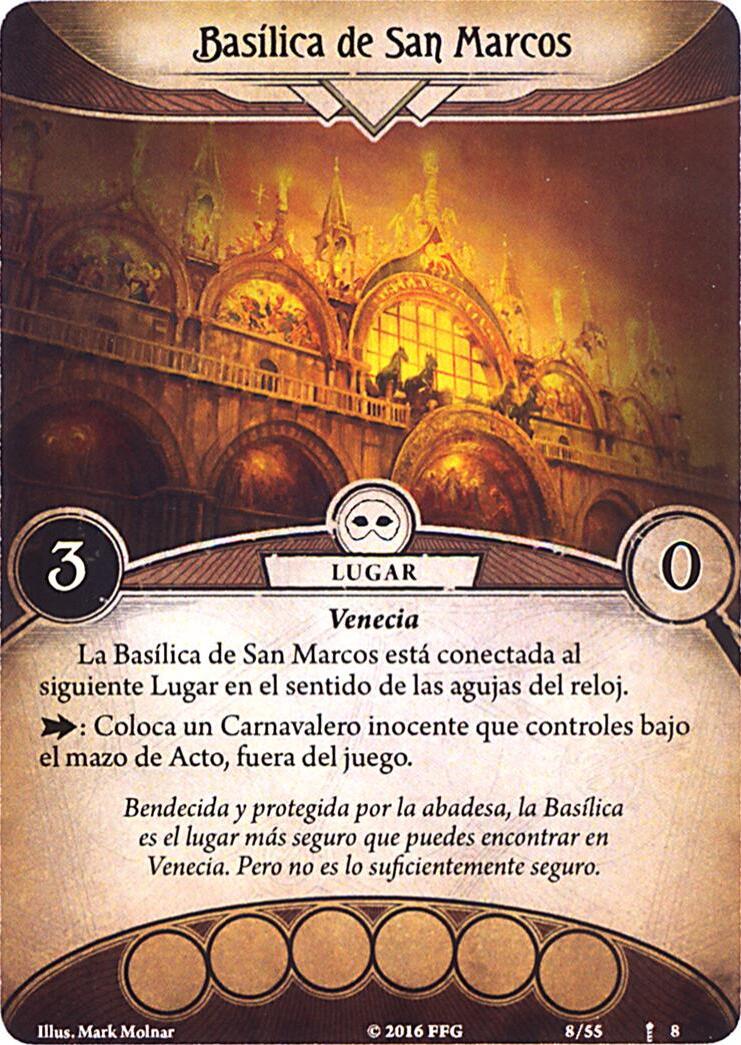 Basílica de San Marcos
3
LUGAR
0
Venecia
La Basílica de San Marcos está conectada al
siguiente Lugar en el sentido de las agujas del reloj.
: Coloca un Carnavalero inocente que controles bajo
el mazo de Acto, fuera del juego.
Bendecida y protegida por la abadesa, la Basílica
es el lugar más seguro que puedes encontrar en
Venecia. Pero no es lo suficientemente seguro.
Illus. Mark Molnar © 2016 FFG 8/55 8